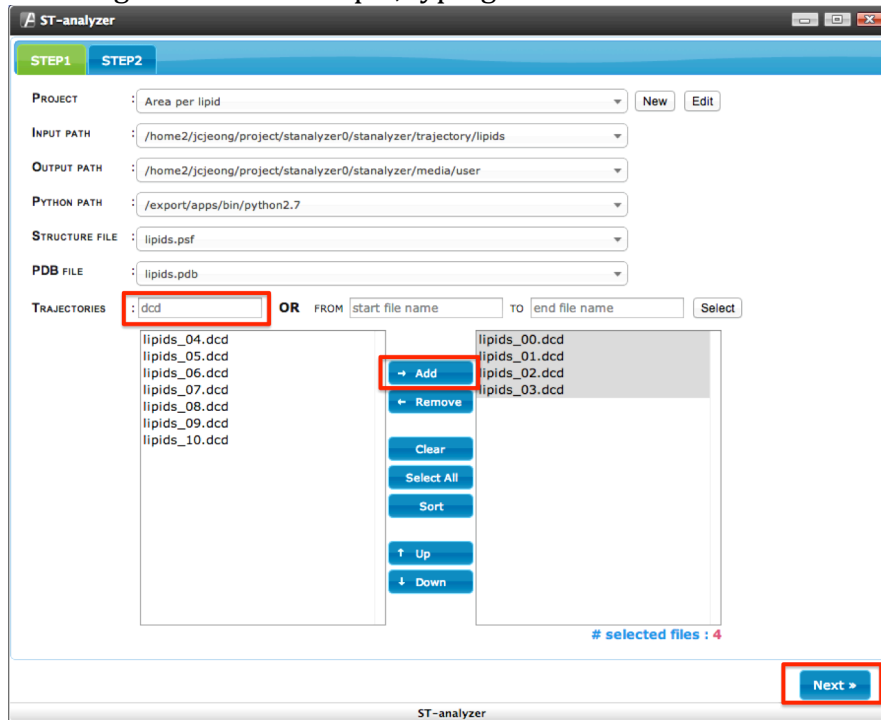 ST-analyzer
STEP1 STEP2
PROJECT : Area per lipid New Edit
INPUT PATH : /home2/jcjeong/project/stanalyzer0/stanalyzer/trajectory/lipids
OUTPUT PATH : /home2/jcjeong/project/stanalyzer0/stanalyzer/media/user
PYTHON PATH : /export/apps/bin/python2.7
STRUCTURE FILE : lipids.psf
PDB FILE : lipids.pdb
TRAJECTORIES : dcd OR FROM start file name TO end file name Select
lipids_04.dcd
lipids_05.dcd
lipids_06.dcd
lipids_07.dcd
lipids_08.dcd
lipids_09.dcd
lipids_10.dcd
→ Add
← Remove
Clear
Select All
Sort
↑ Up
↓ Down
lipids_00.dcd
lipids_01.dcd
lipids_02.dcd
lipids_03.dcd
# selected files : 4
Next »
ST-analyzer